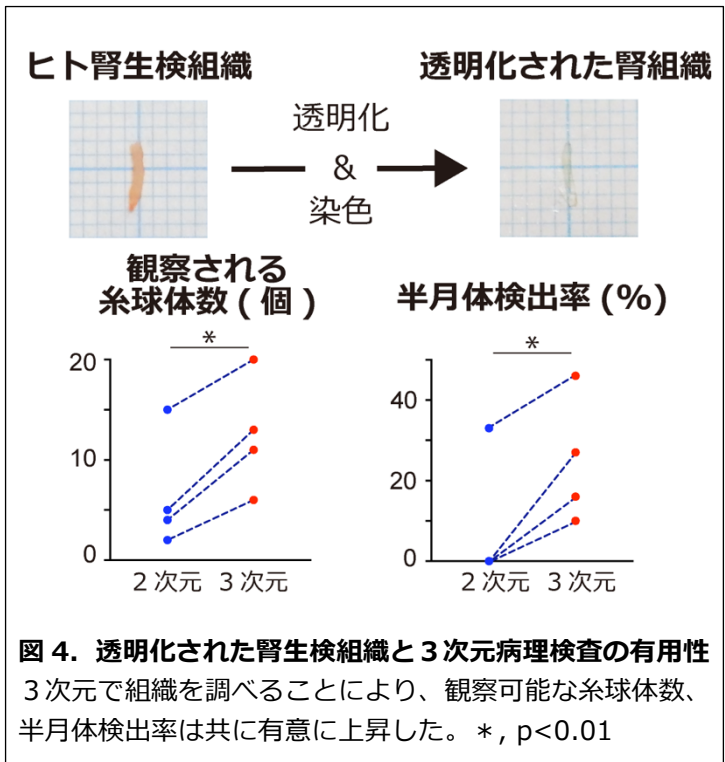 ヒト腎生検組織
透明化された腎組織
透明化
&
染色
観察される
糸球体数 ( 個 )
*
20
10
0
2 次元
3 次元
半月体検出率 (%)
*
40
20
0
2 次元
3 次元
図 4. 透明化された腎生検組織と3次元病理検査の有用性
3次元で組織を調べることにより、観察可能な糸球体数、
半月体検出率は共に有意に上昇した。*, p<0.01